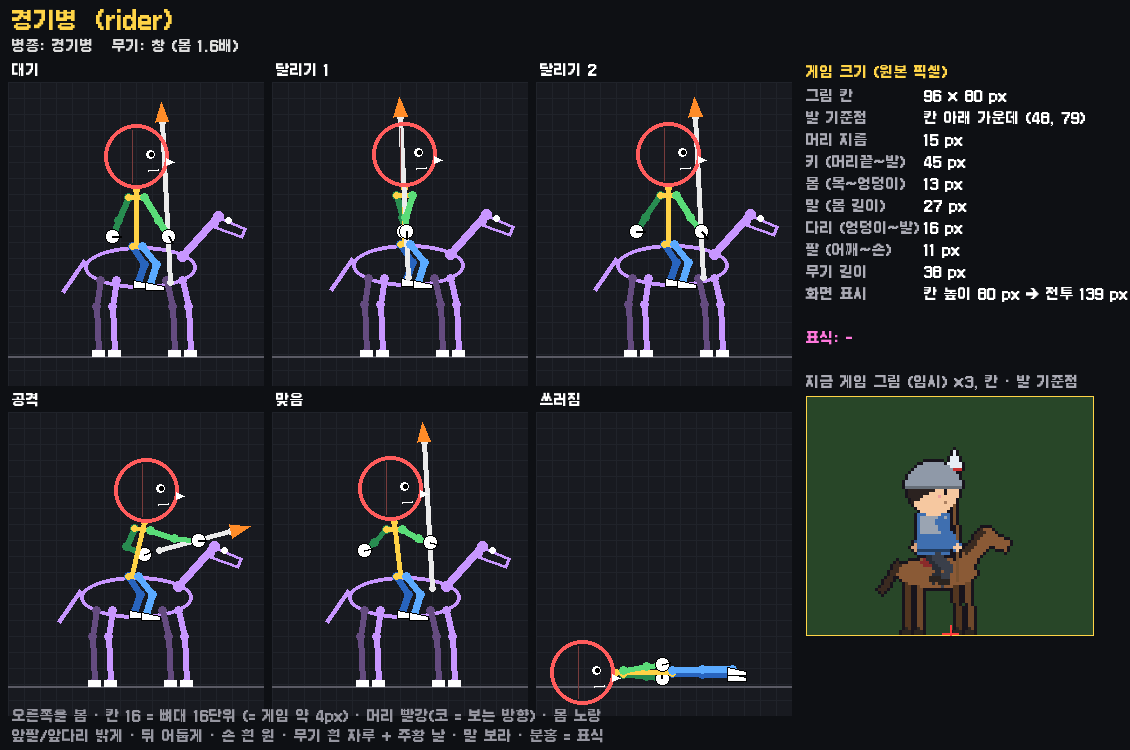 경기병 (rider)
병종: 경기병 무기: 창 (몸 1.6배)
대기
달리기 1
달리기 2
게임 크기 (원본 픽셀)
그림 칸 96 × 80 px
발 기준점 칸 아래 가운데 (48, 79)
머리 지름 15 px
키 (머리끝~발) 45 px
몸 (목~엉덩이) 13 px
말 (몸 길이) 27 px
다리 (엉덩이~발) 16 px
팔 (어깨~손) 11 px
무기 길이 38 px
화면 표시 칸 높이 80 px → 전투 139 px
표식: -
지금 게임 그림 (임시) ×3, 칸 · 발 기준점
공격
맞음
쓰러짐
오른쪽을 봄 · 칸 16 = 뼈대 16단위 (= 게임 약 4px) · 머리 빨강(코 = 보는 방향) · 몸 노랑
앞팔/앞다리 밝게 · 뒤 어둡게 · 손 흰 원 · 무기 흰 자루 + 주황 날 · 말 보라 · 분홍 = 표식